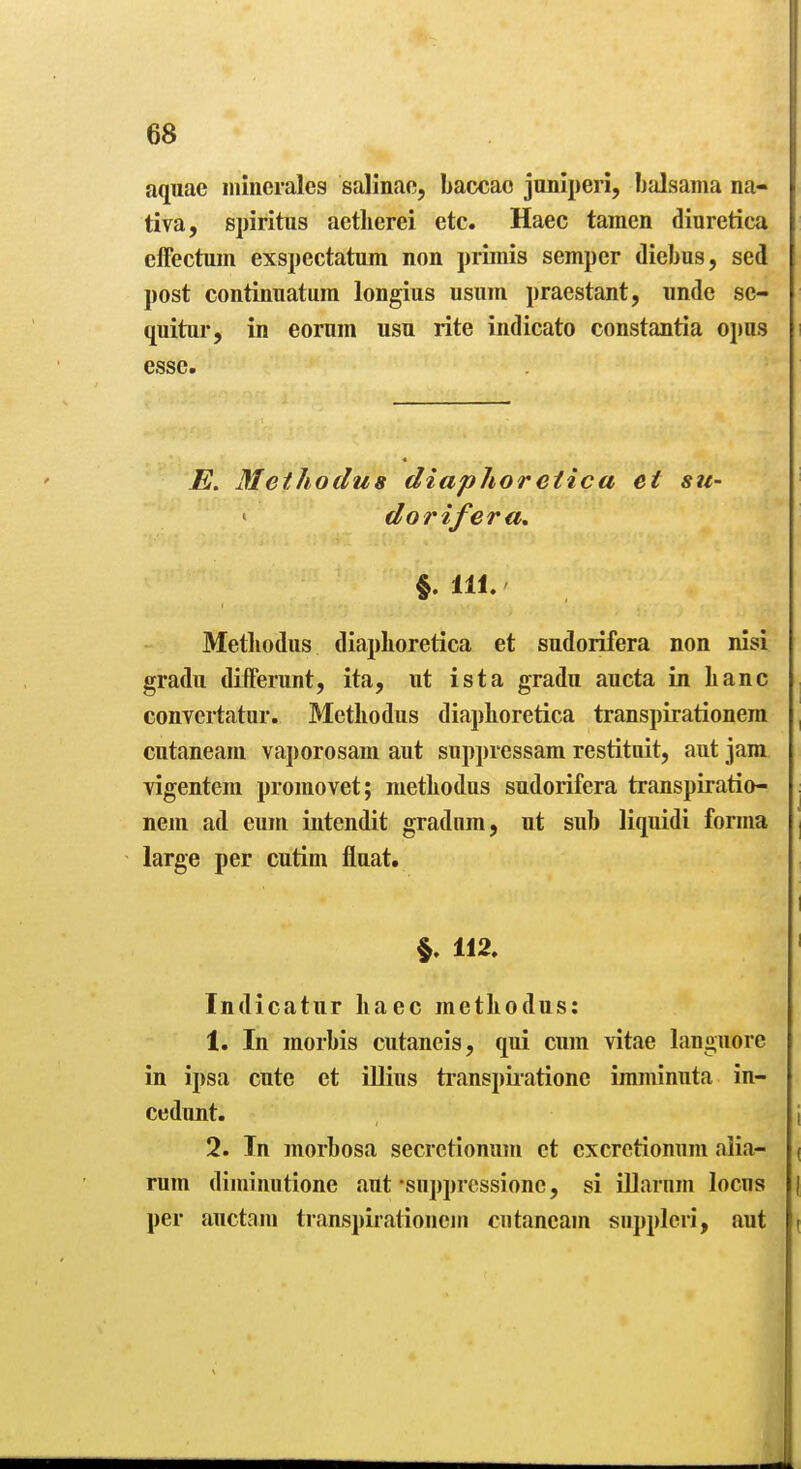 68
aquae minerales salinae, baccae juniperi, balsama na-
tiva, spiritus aetherei etc. Haec tamen diuretica
effectum exspectatum non primis semper diebus, sed
post continuatum longius usum praestant, unde se-
quitur, in eorum usu rite indicato constantia opus
esse.
E. Methodus diaphoretica et su-
dorifera.
§. 111.
Methodus diaphoretica et sudorifera non nisi
gradu differunt, ita, ut ista gradu aucta in hanc
convertatur. Methodus diaphoretica transpirationem
cutaneam vaporosam aut suppressam restituit, aut jam
vigentem promovet; methodus sudorifera transpiratio-
nem ad eum intendit gradum, ut sub liquidi forma
large per cutim fluat.
§. 112.
Indicatur haec methodus:
1. In morbis cutaneis, qui cum vitae languore
in ipsa cute et illius transpiratione imminuta in-
cedunt.
2. In morbosa secretionum et excretionum alia-
rum diminutione aut suppressione, si illarum locus
per auctam transpirationem cutaneam suppleri, aut